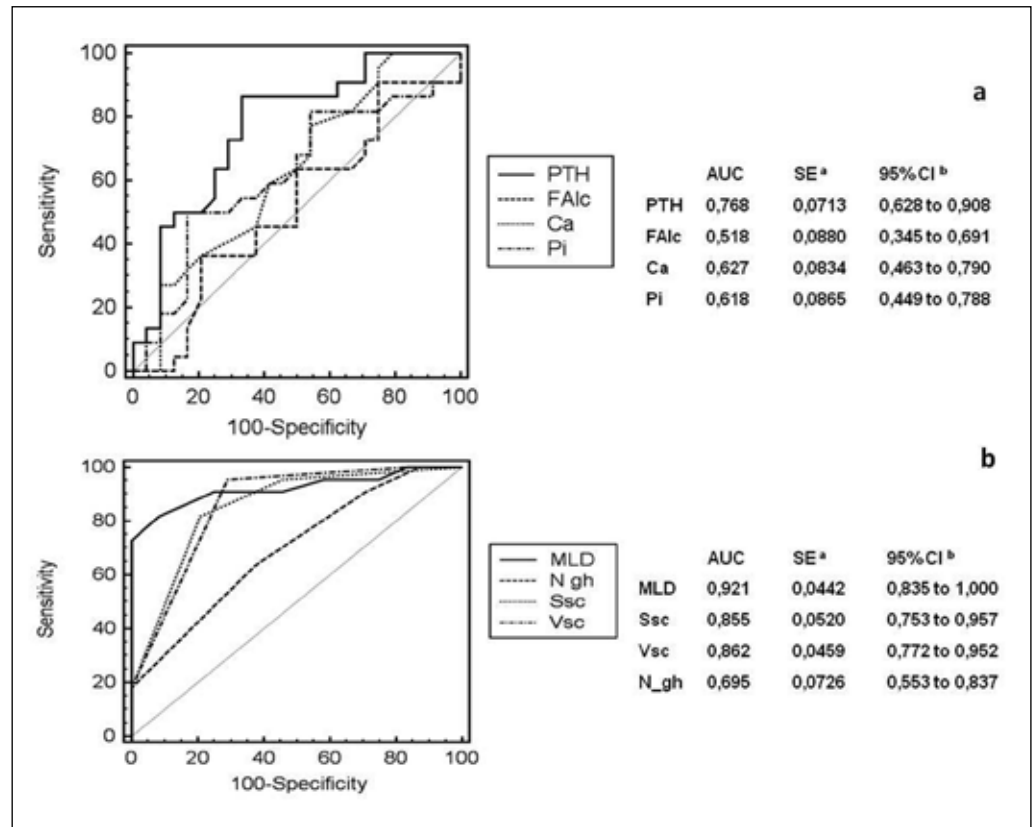 a
100
80
60
40
20
0
Sensitivity
0 20 40 60 80 100
100-Specificity
PTH
FAlc
Ca
Pi
AUC SE a 95%CI b
PTH 0,768 0,0713 0,628 to 0,908
FAlc 0,518 0,0880 0,345 to 0,691
Ca 0,627 0,0834 0,463 to 0,790
Pi 0,618 0,0865 0,449 to 0,788
b
100
80
60
40
20
0
Sensitivity
0 20 40 60 80 100
100-Specificity
MLD
N gh
Ssc
Vsc
AUC SE a 95%CI b
MLD 0,921 0,0442 0,835 to 1,000
Ssc 0,855 0,0520 0,753 to 0,957
Vsc 0,862 0,0459 0,772 to 0,952
N_gh 0,695 0,0726 0,553 to 0,837